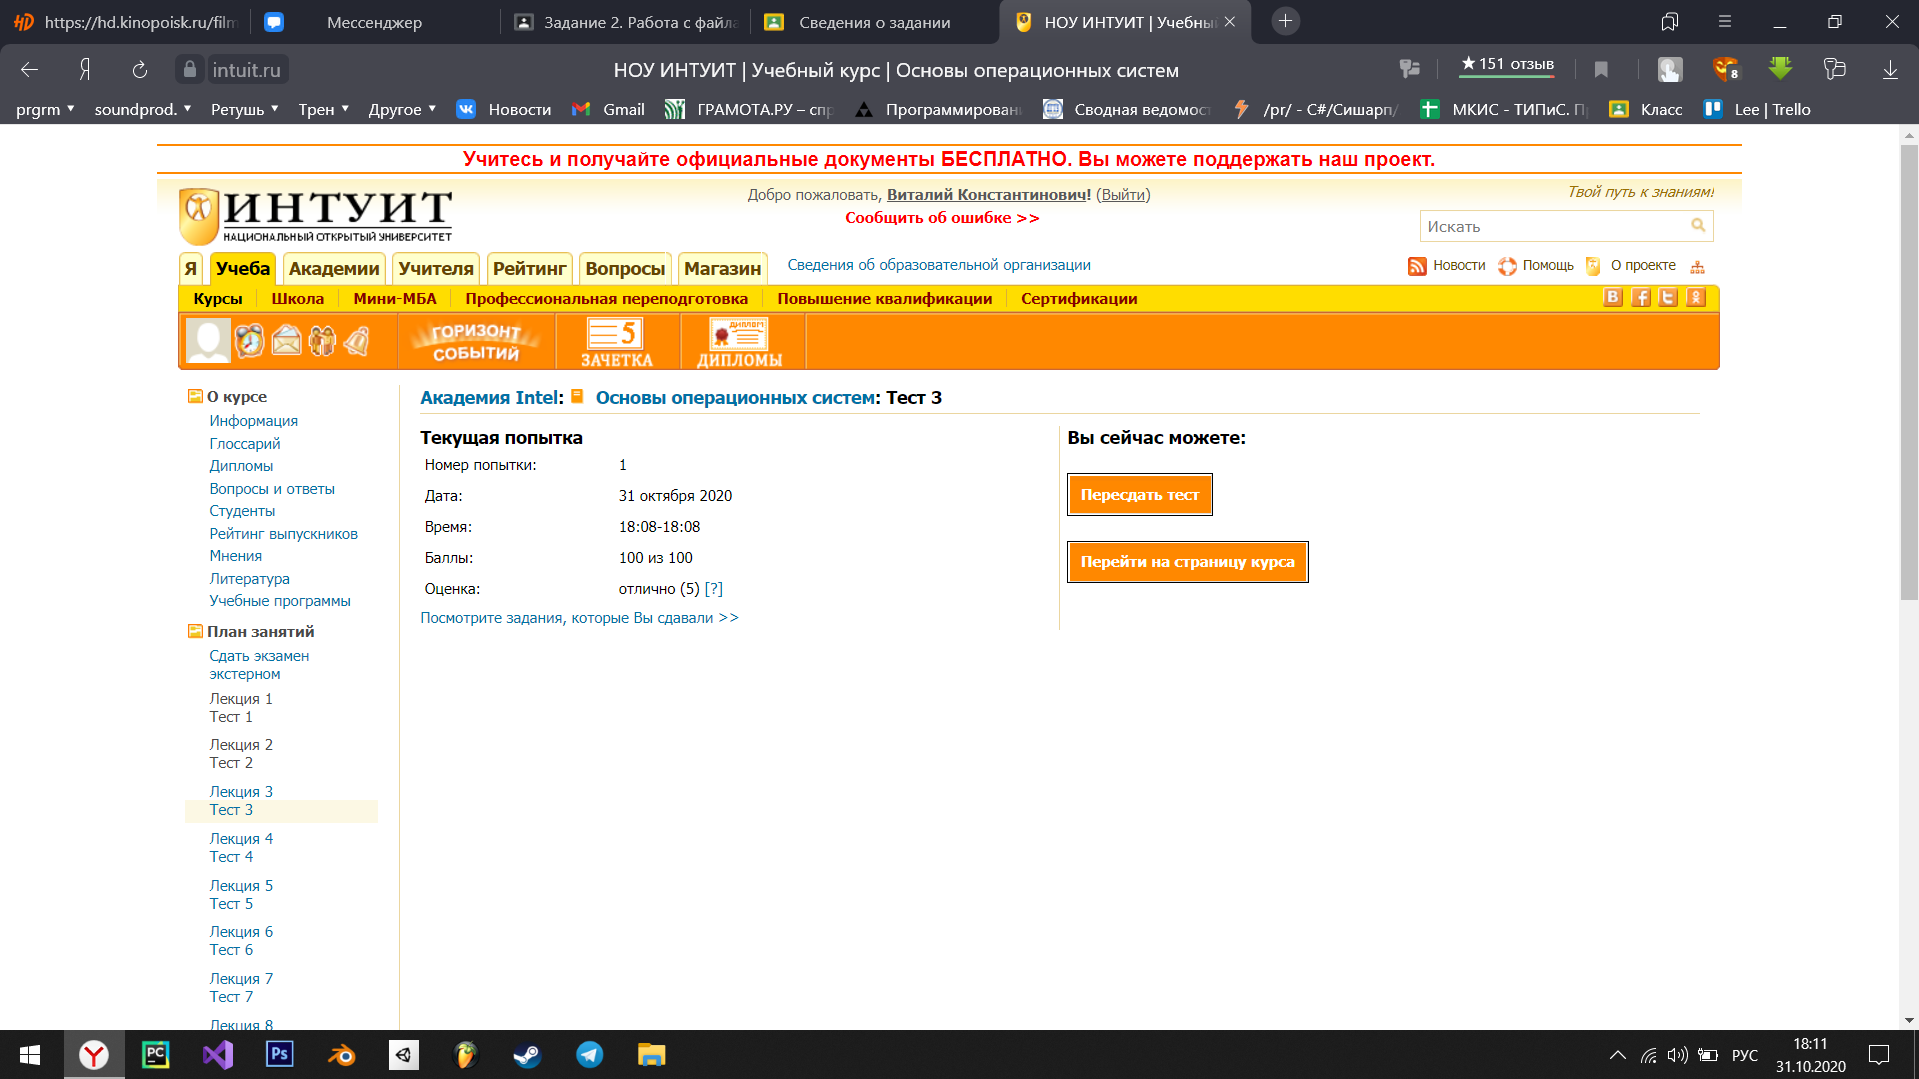 https://hd.kinopoisk.ru/film
Мессенджер
Задание 2. Работа с файла
Сведения о задании
НОУ ИНТУИТ | Учебны
intuit.ru
НОУ ИНТУИТ | Учебный курс | Основы операционных систем
★ 151 отзыв
8
prgrm
soundprod.
Ретушь
Трен
Другое
Новости
Gmail
ГРАМОТА.РУ – спр
Программирован
Сводная ведомост
/pr/ - C#/Сишарп/
МКИС - ТИПиС. П
Класс
Lee | Trello
Учитесь и получайте официальные документы БЕСПЛАТНО. Вы можете поддержать наш проект.
ИНТУИТ
НАЦИОНАЛЬНЫЙ ОТКРЫТЫЙ УНИВЕРСИТЕТ
Добро пожаловать, Виталий Константинович! (Выйти)
Сообщить об ошибке >>
Твой путь к знаниям!
Искать
Я
Учеба
Академии
Учителя
Рейтинг
Вопросы
Магазин
Сведения об образовательной организации
Новости
Помощь
О проекте
Курсы
Школа
Мини-МБА
Профессиональная переподготовка
Повышение квалификации
Сертификации
ГОРИЗОНТ
СОБЫТИЙ
5
ЗАЧЕТКА
ДИПЛОМ
ДИПЛОМЫ
О курсе
Информация
Глоссарий
Дипломы
Вопросы и ответы
Студенты
Рейтинг выпускников
Мнения
Литература
Учебные программы
План занятий
Сдать экзамен
экстерном
Лекция 1
Тест 1
Лекция 2
Тест 2
Лекция 3
Тест 3
Лекция 4
Тест 4
Лекция 5
Тест 5
Лекция 6
Тест 6
Лекция 7
Тест 7
Лекция 8
Академия Intel: Основы операционных систем: Тест 3
Текущая попытка
Номер попытки: 1
Дата: 31 октября 2020
Время: 18:08-18:08
Баллы: 100 из 100
Оценка: отлично (5) [?]
Посмотрите задания, которые Вы сдавали >>
Вы сейчас можете:
Пересдать тест
Перейти на страницу курса
РУС
18:11
31.10.2020